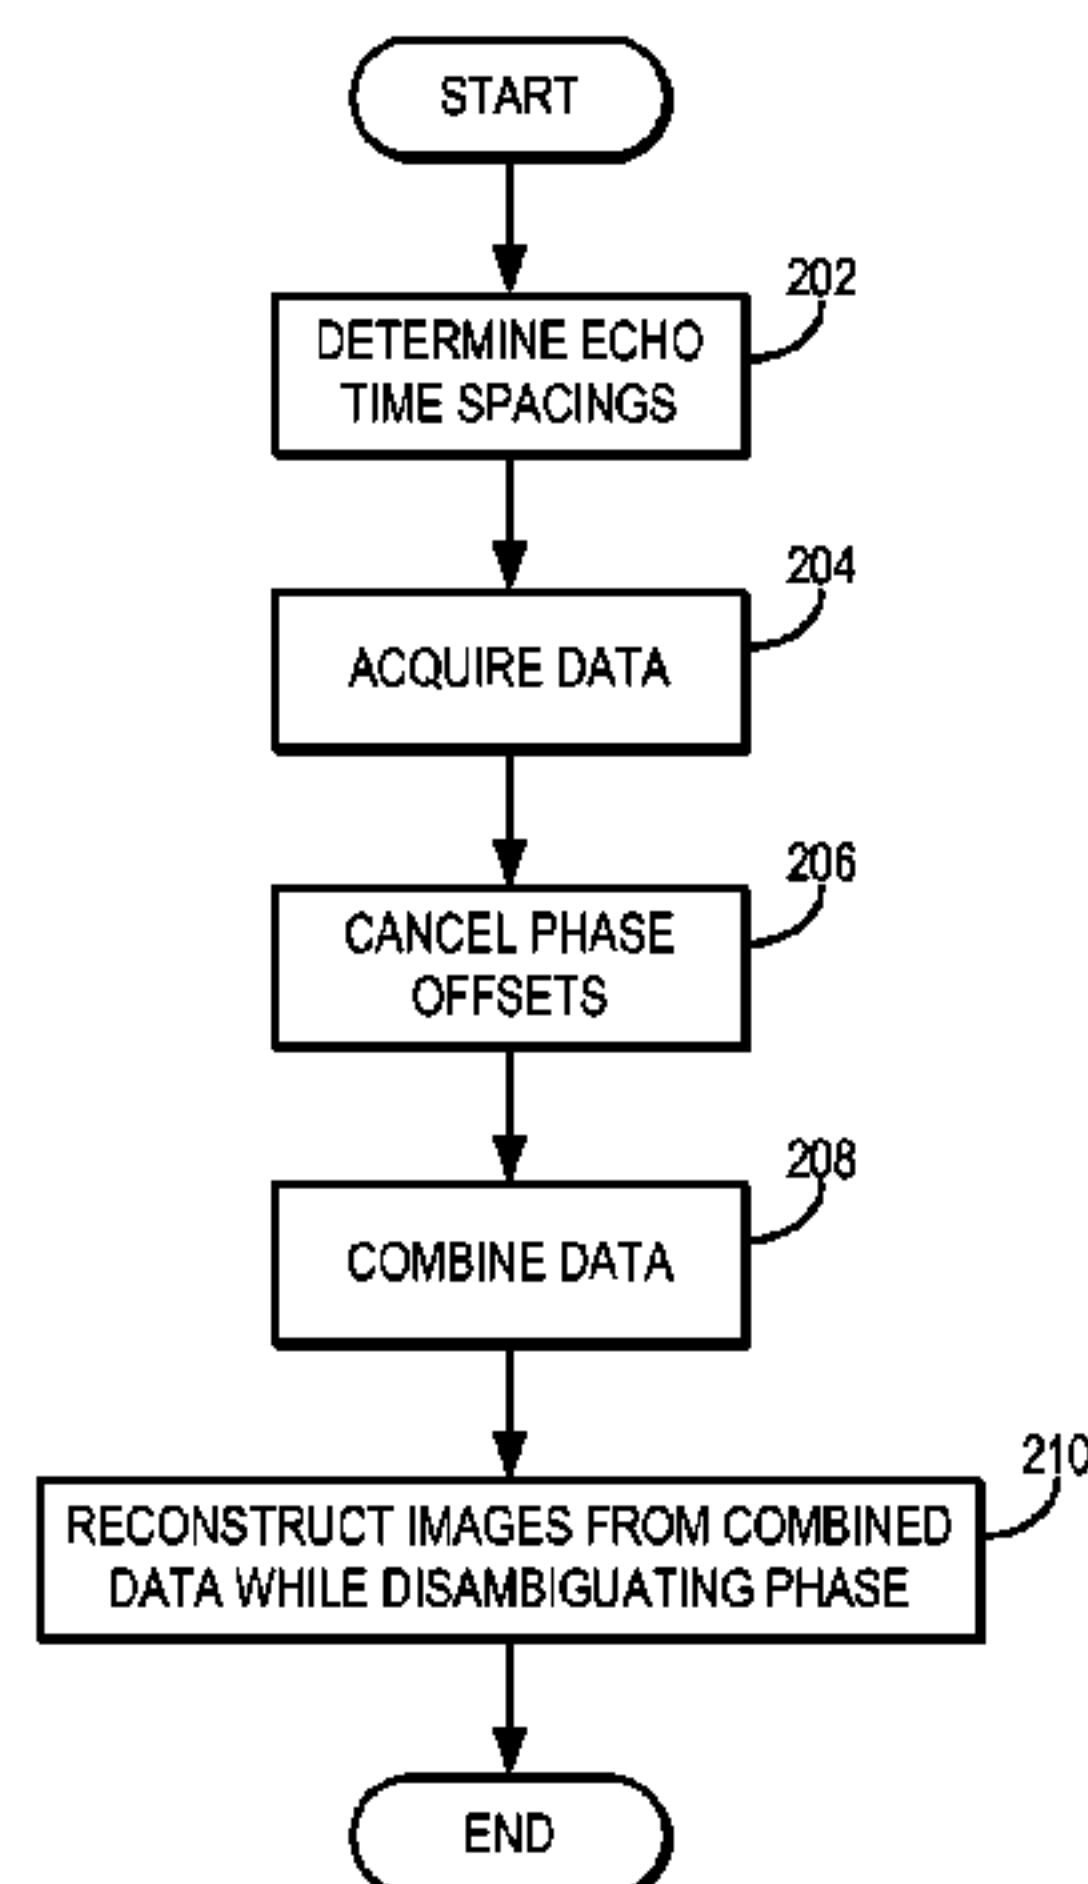 START
202
DETERMINE ECHO
TIME SPACINGS
204
ACQUIRE DATA
206
CANCEL PHASE
OFFSETS
208
COMBINE DATA
210
RECONSTRUCT IMAGES FROM COMBINED
DATA WHILE DISAMBIGUATING PHASE
END